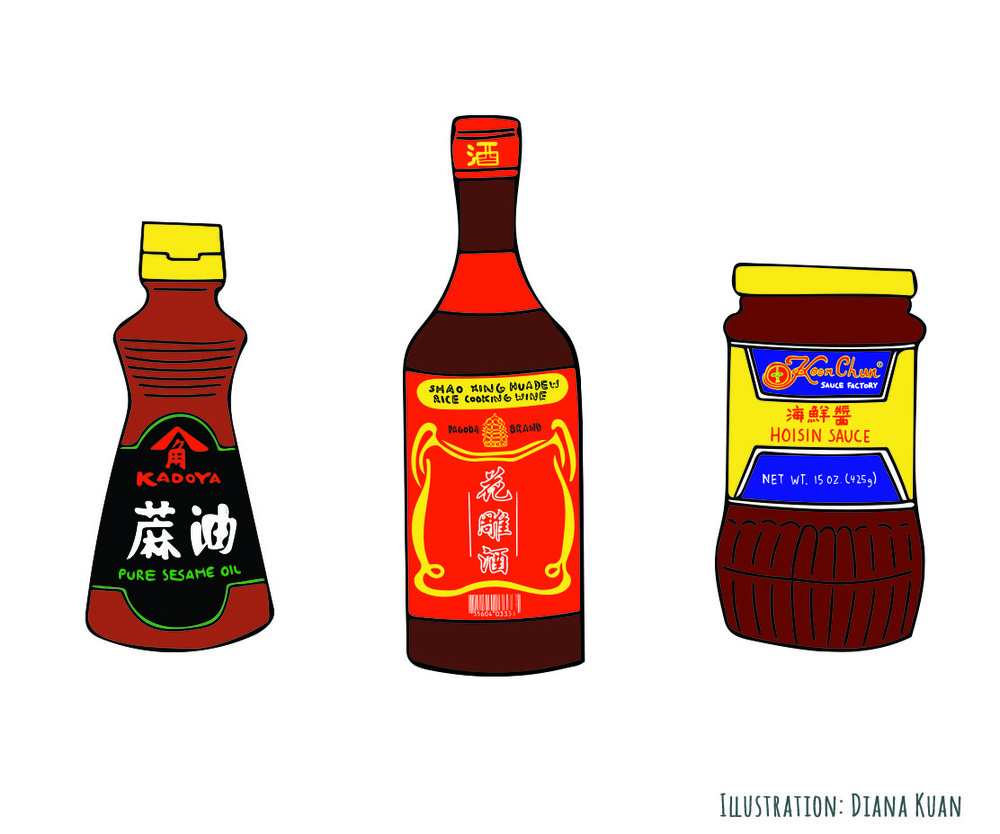 角
KADOYA
麻油
PURE SESAME OIL
酒
SHAO XING HUADEW
RICE COOKING WINE
PAGODA BRAND
花
雕
酒
Koon Chun®
SAUCE FACTORY
海鮮醬
HOISIN SAUCE
NET WT. 15 OZ. (425g)
ILLUSTRATION: DIANA KUAN